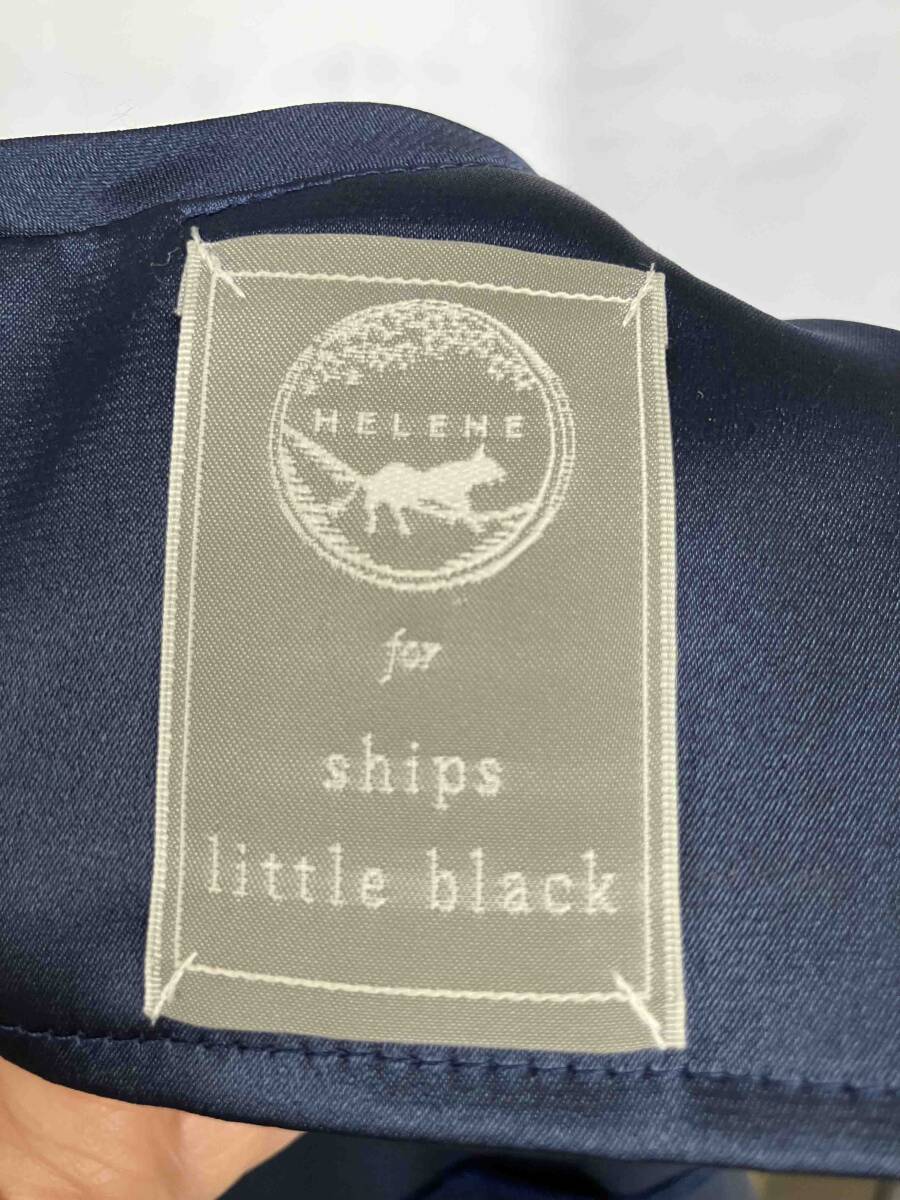 HELENE
for
ships
little black